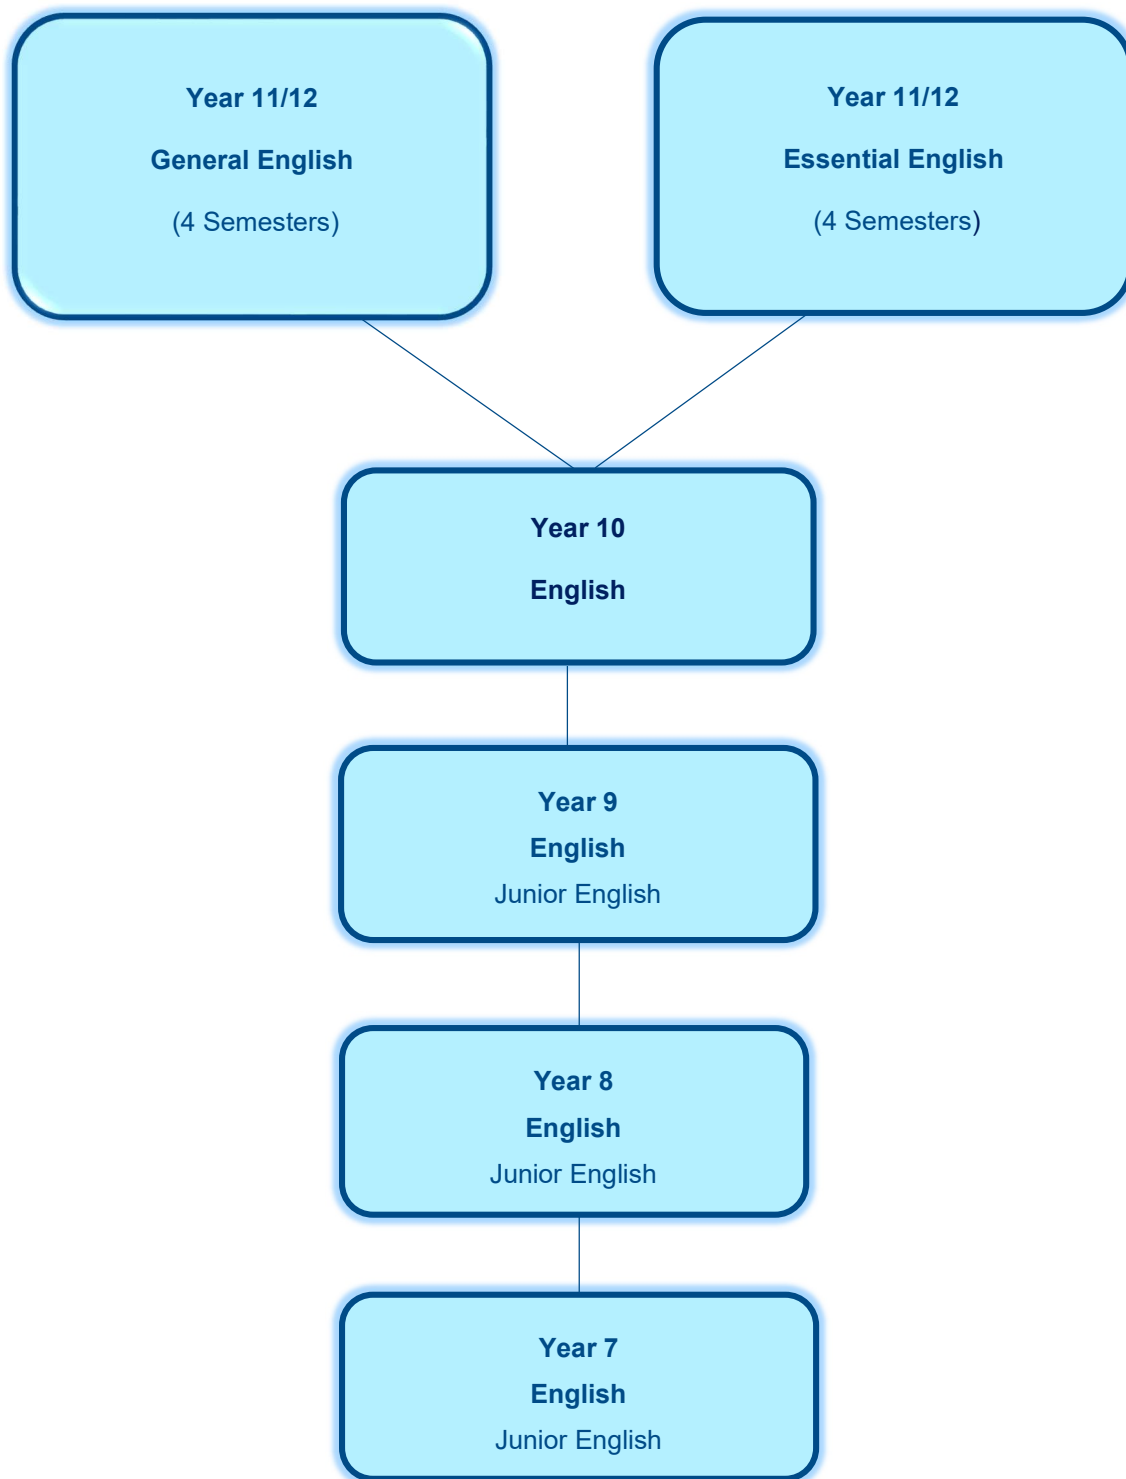 Year 11/12
General English
(4 Semesters)
Year 11/12
Essential English
(4 Semesters)
Year 10
English
Year 9
English
Junior English
Year 8
English
Junior English
Year 7
English
Junior English